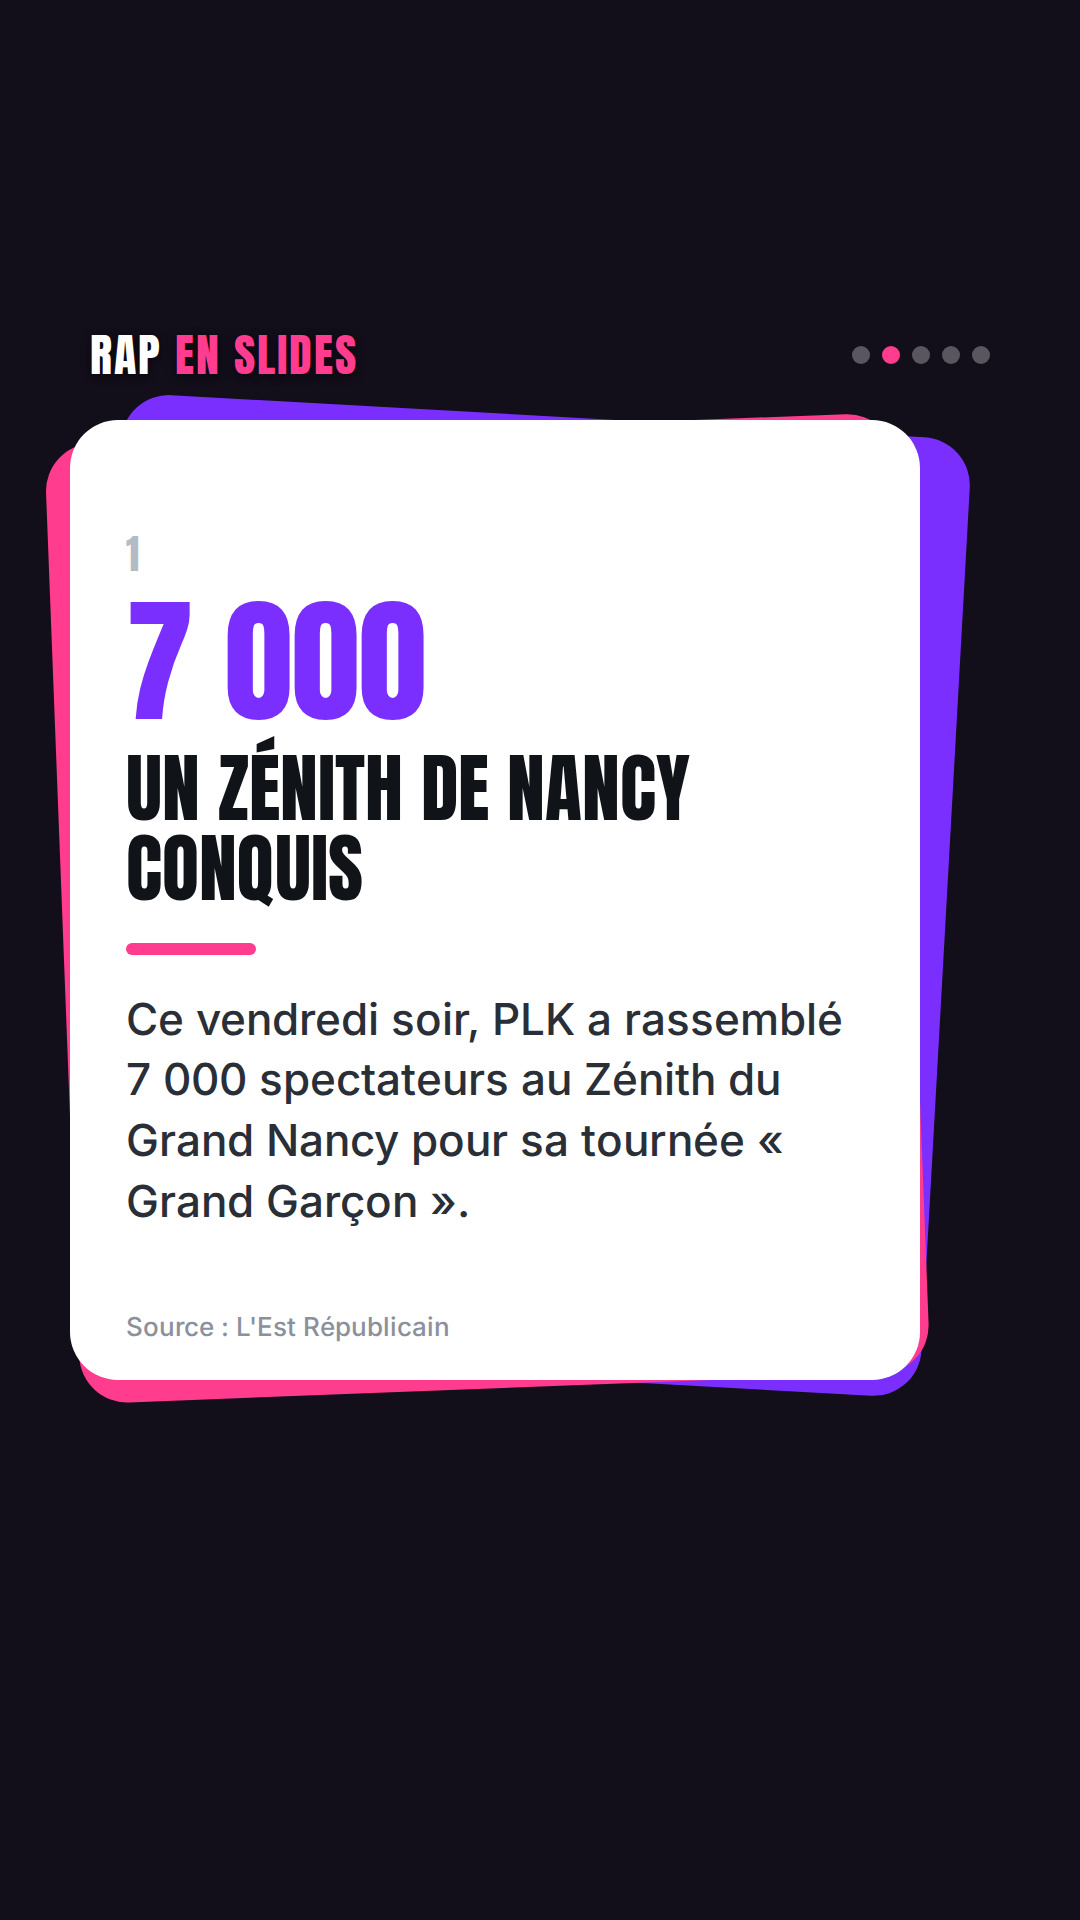 RAP EN SLIDES
1
7 000
UN ZÉNITH DE NANCY
CONQUIS
Ce vendredi soir, PLK a rassemblé
7 000 spectateurs au Zénith du
Grand Nancy pour sa tournée «
Grand Garçon ».
Source : L'Est Républicain